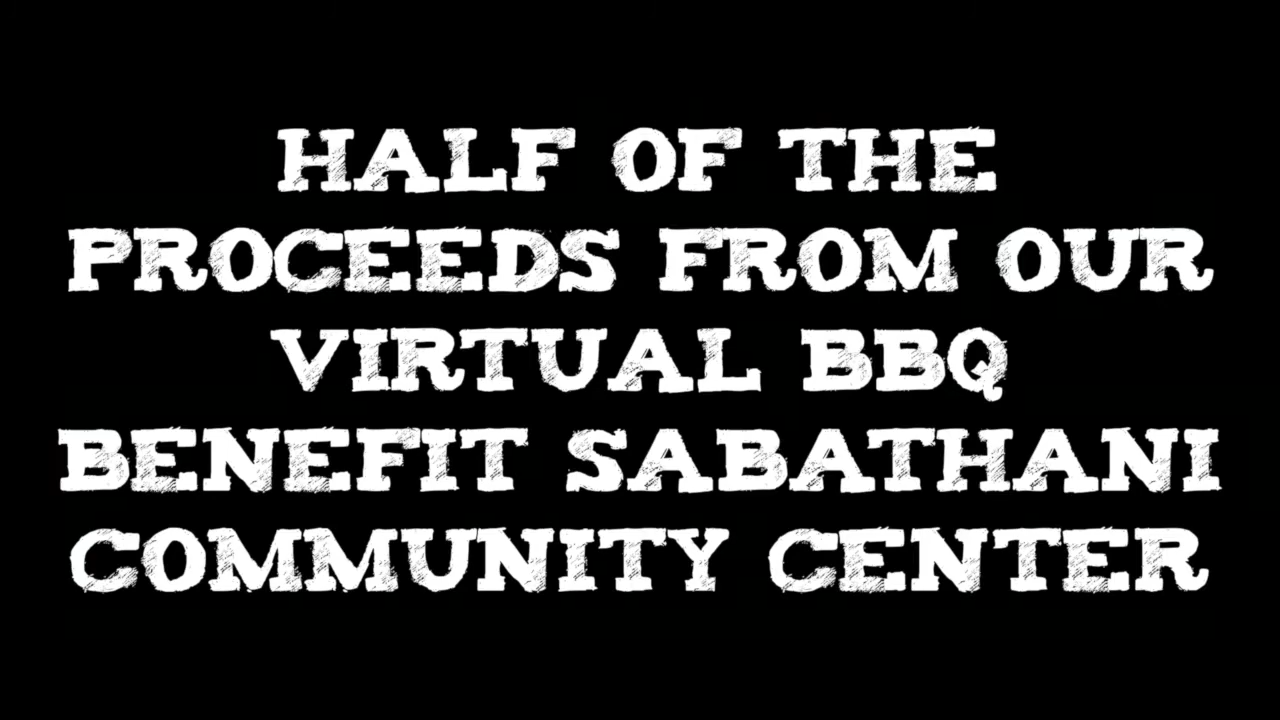 HALF OF THE
PROCEEDS FROM OUR
VIRTUAL BBQ
BENEFIT SABATHANI
COMMUNITY CENTER